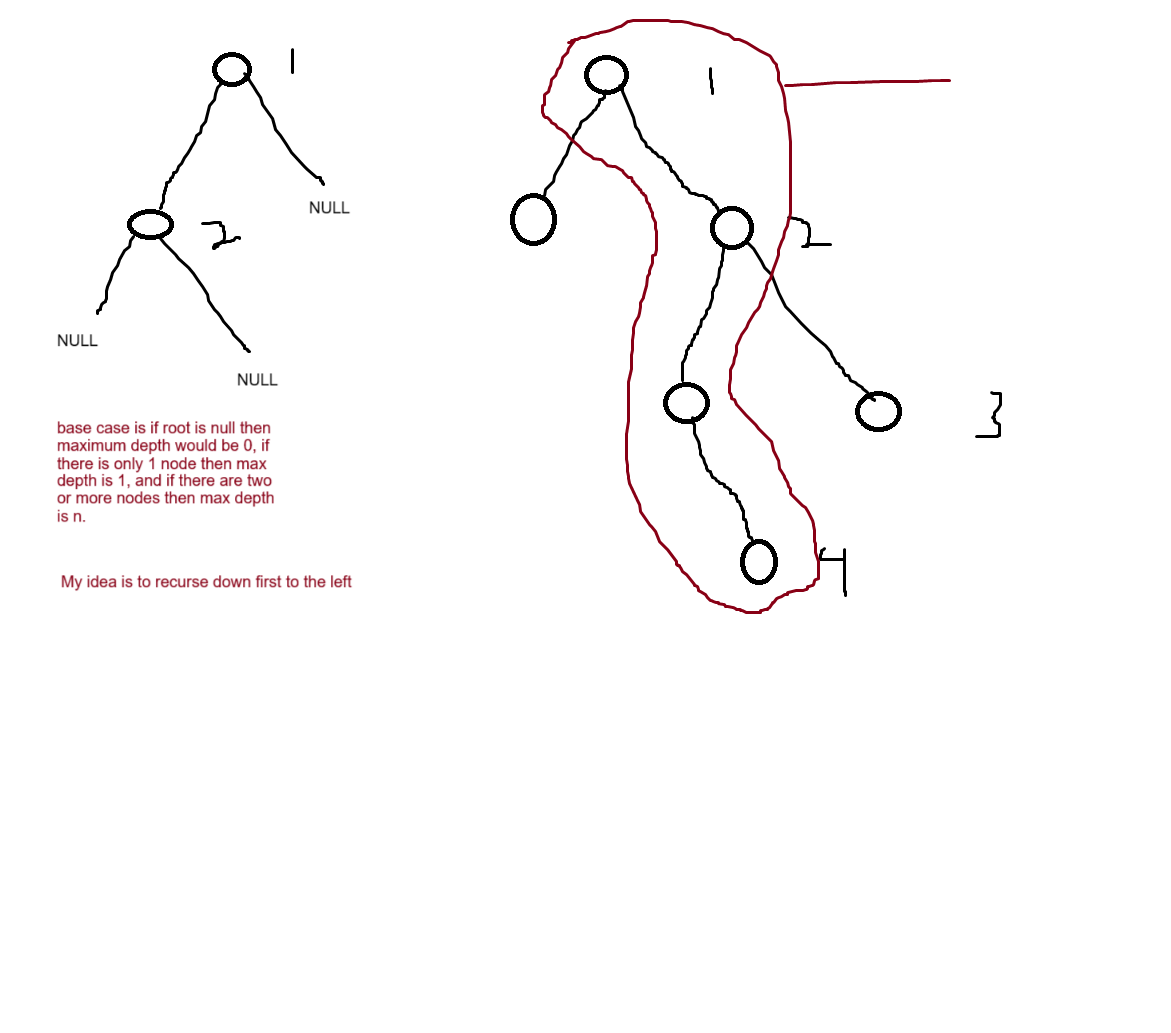 1
2
NULL
NULL
NULL
base case is if root is null then
maximum depth would be 0, if
there is only 1 node then max
depth is 1, and if there are two
or more nodes then max depth
is n.
My idea is to recurse down first to the left
1
2
3
4